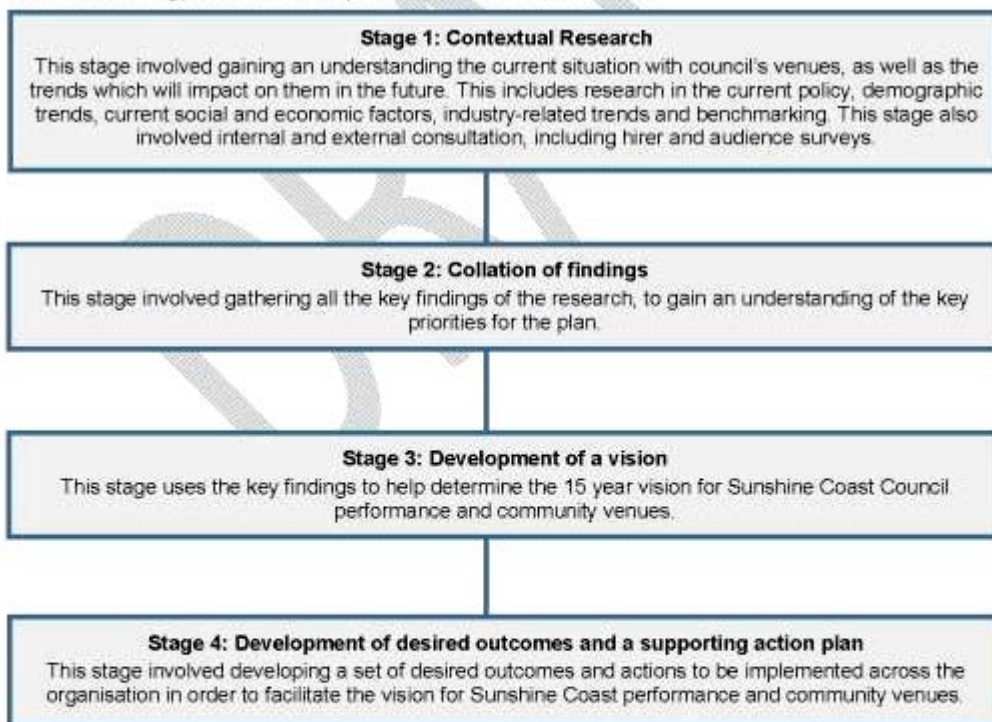 Stage 1: Contextual Research
This stage involved gaining an understanding the current situation with council's venues, as well as the
trends which will impact on them in the future. This includes research in the current policy, demographic
trends, current social and economic factors, industry-related trends and benchmarking. This stage also
involved internal and external consultation, including hirer and audience surveys.
Stage 2: Collation of findings
This stage involved gathering all the key findings of the research, to gain an understanding of the key
priorities for the plan.
Stage 3: Development of a vision
This stage uses the key findings to help determine the 15 year vision for Sunshine Coast Council
performance and community venues.
Stage 4: Development of desired outcomes and a supporting action plan
This stage involved developing a set of desired outcomes and actions to be implemented across the
organisation in order to facilitate the vision for Sunshine Coast performance and community venues.